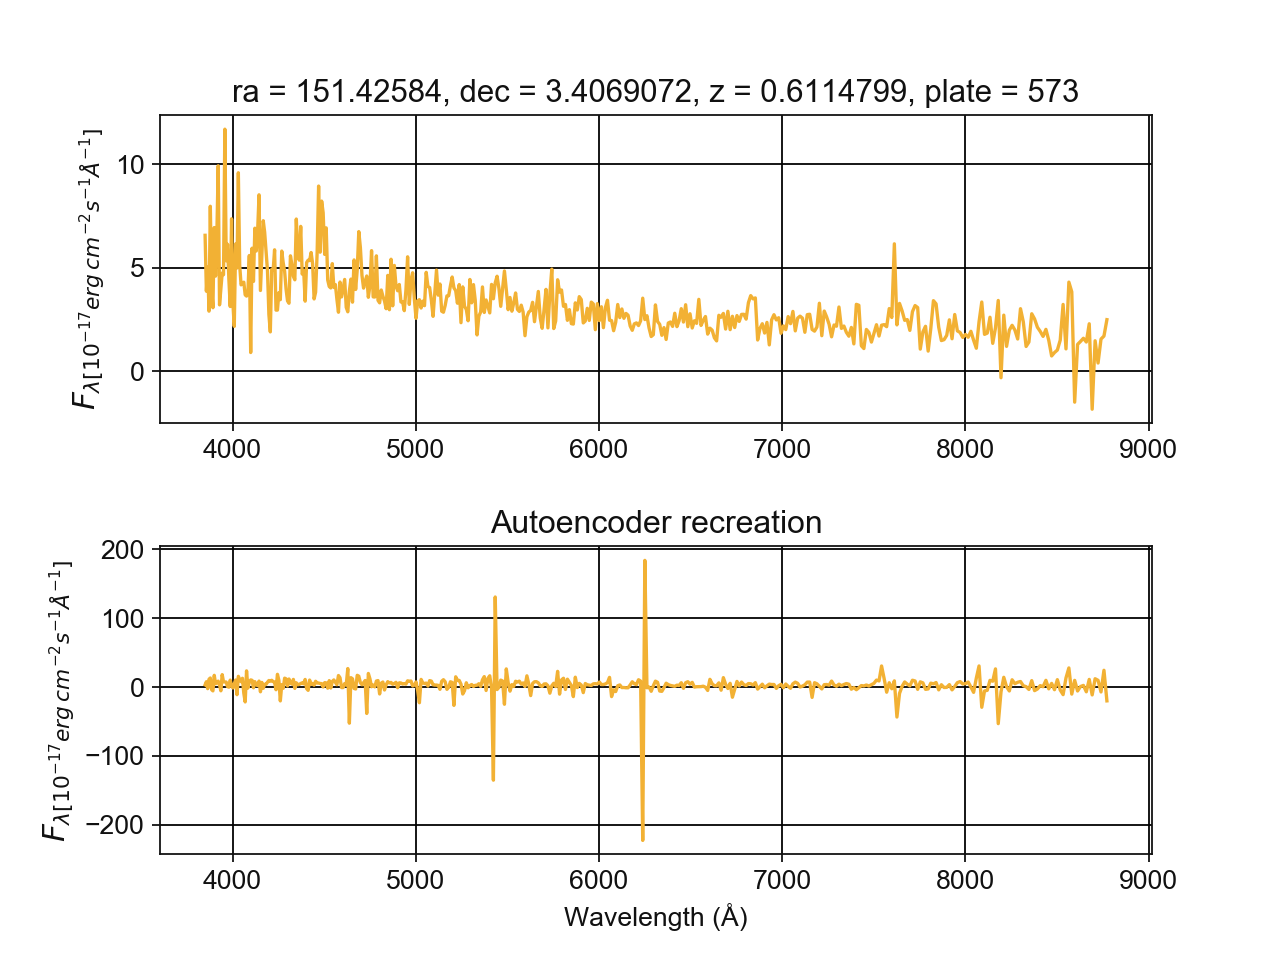 ra = 151.42584, dec = 3.4069072, z = 0.6114799, plate = 573
F_λ[10⁻¹⁷erg cm⁻²s⁻¹Å⁻¹]
10
5
0
4000 5000 6000 7000 8000 9000
Autoencoder recreation
F_λ[10⁻¹⁷erg cm⁻²s⁻¹Å⁻¹]
200
100
0
−100
−200
4000 5000 6000 7000 8000 9000
Wavelength (Å)